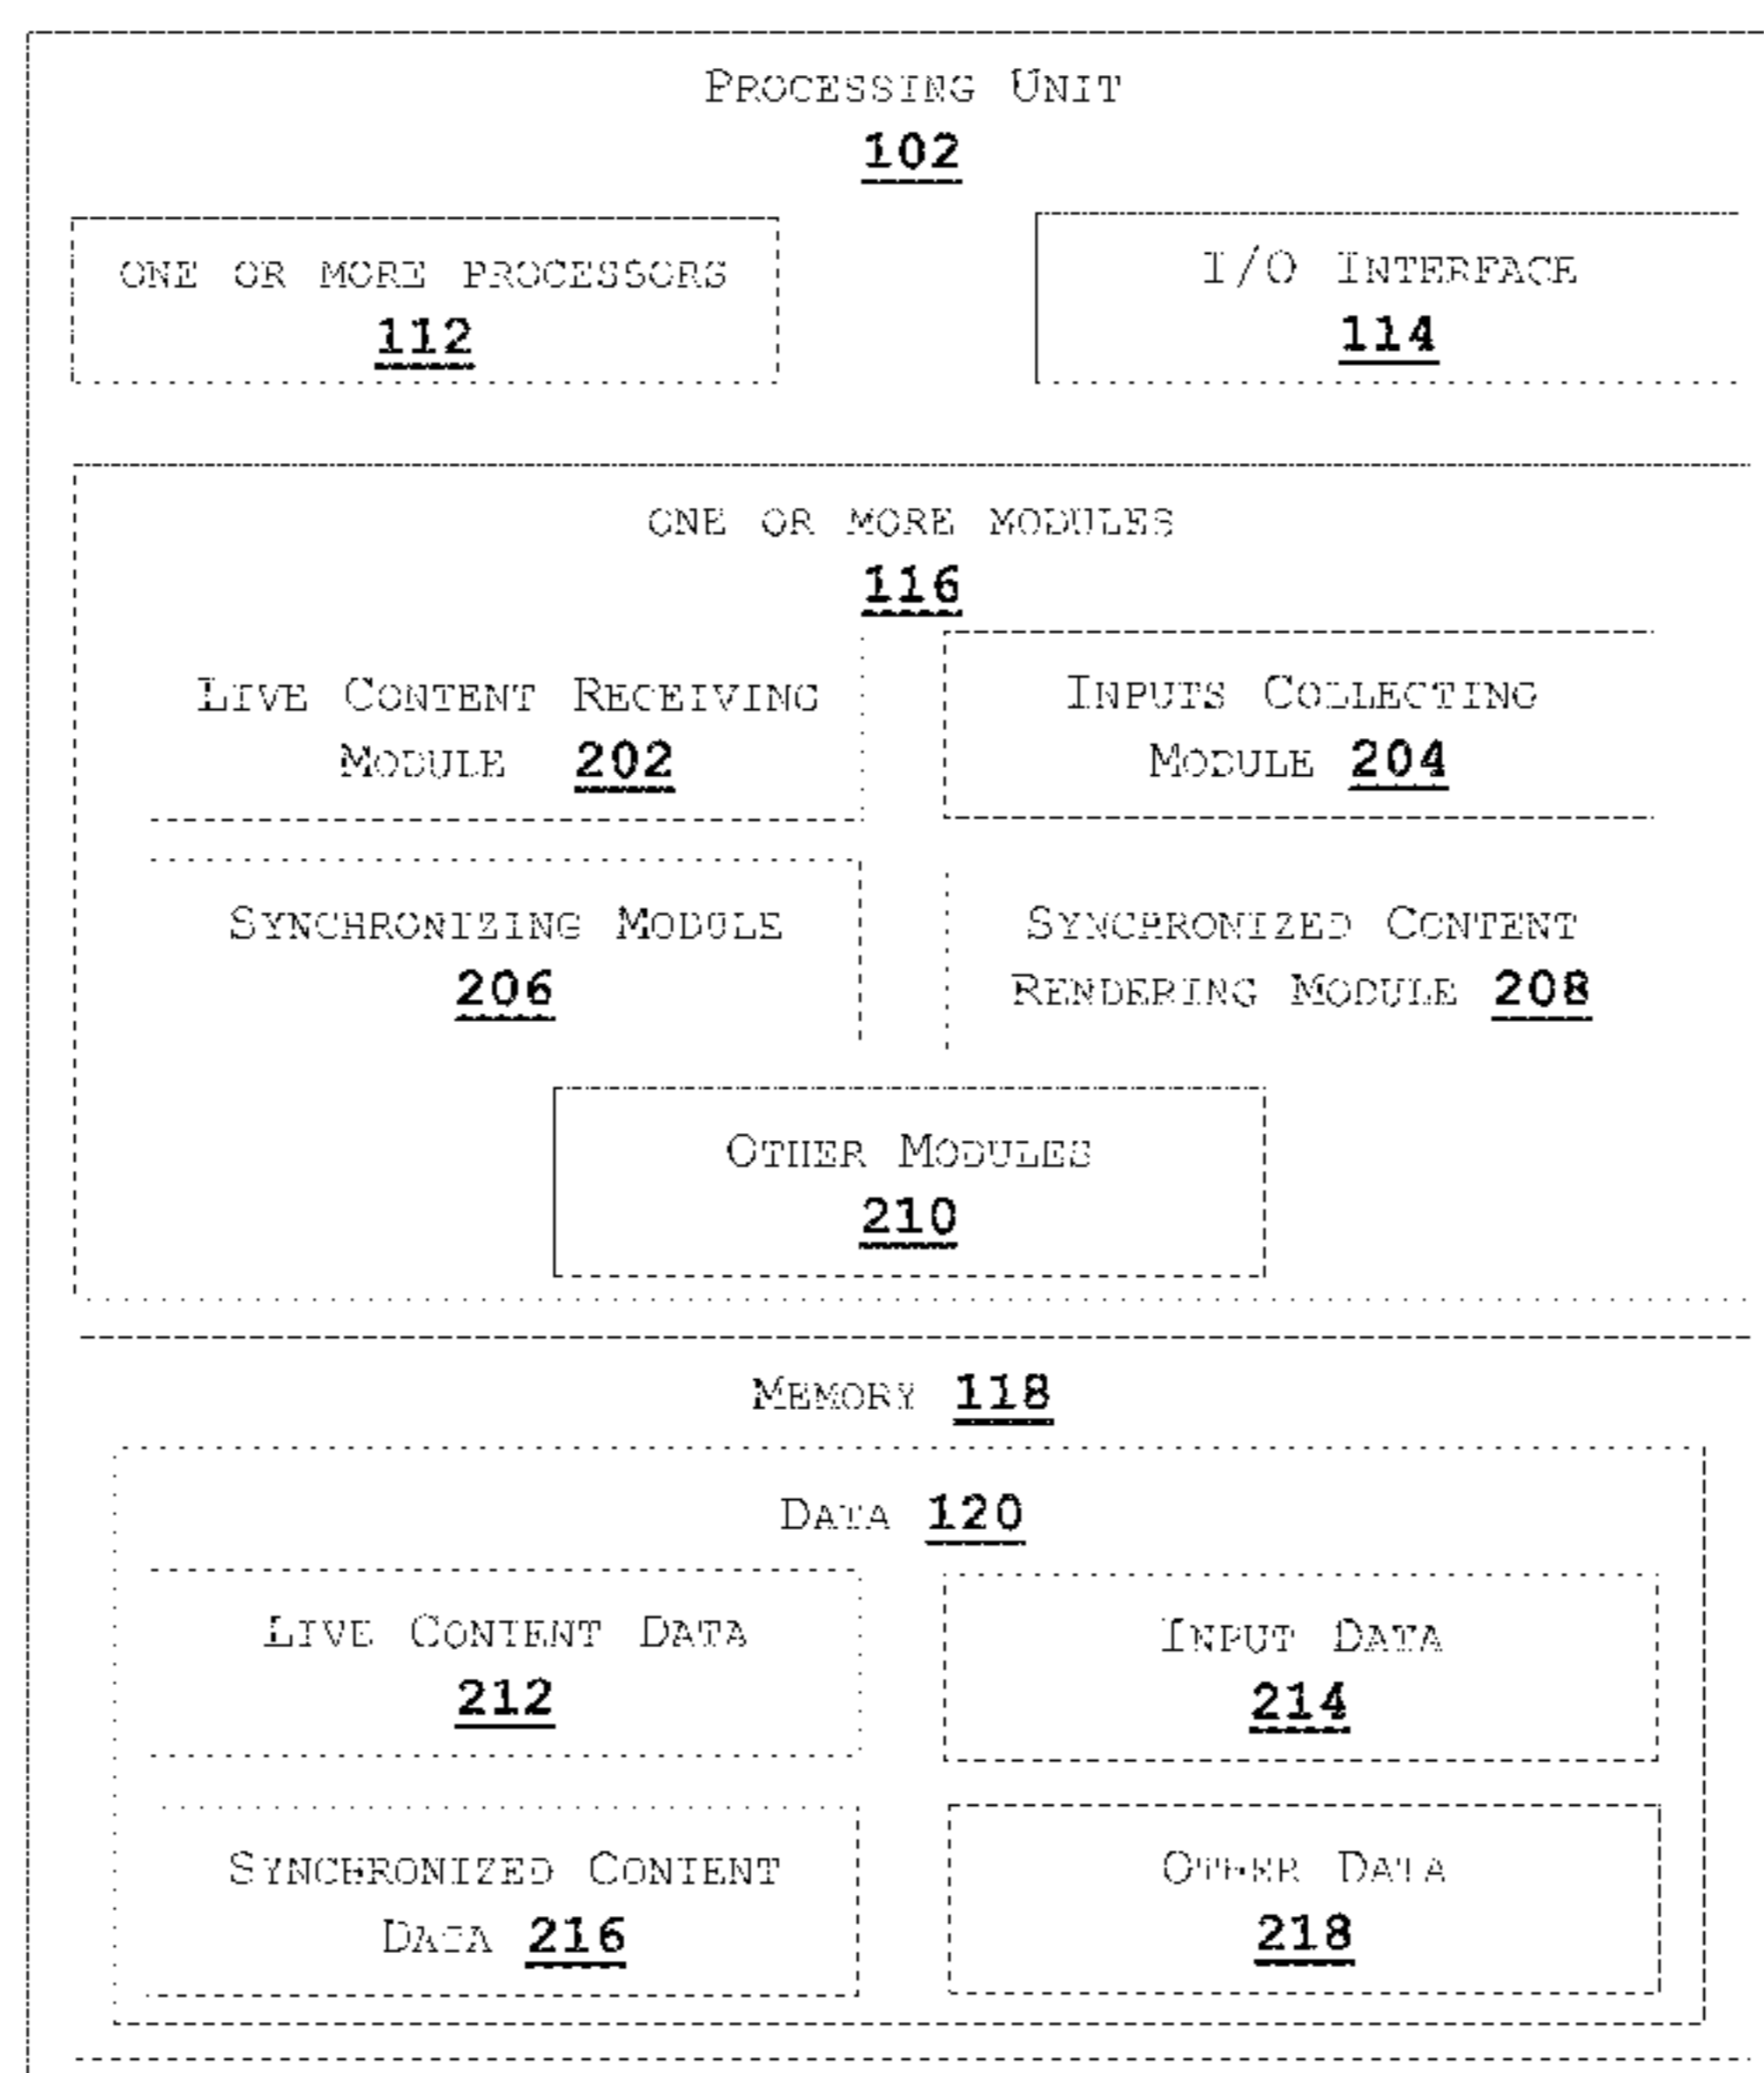 PROCESSING UNIT
102
ONE OR MORE PROCESSORS
112
I/O INTERFACE
114
ONE OR MORE MODULES
116
LIVE CONTENT RECEIVING
MODULE 202
INPUTS COLLECTING
MODULE 204
SYNCHRONIZING MODULE
206
SYNCHRONIZED CONTENT
RENDERING MODULE 208
OTHER MODULES
210
MEMORY 118
DATA 120
LIVE CONTENT DATA
212
INPUT DATA
214
SYNCHRONIZED CONTENT
DATA 216
OTHER DATA
218